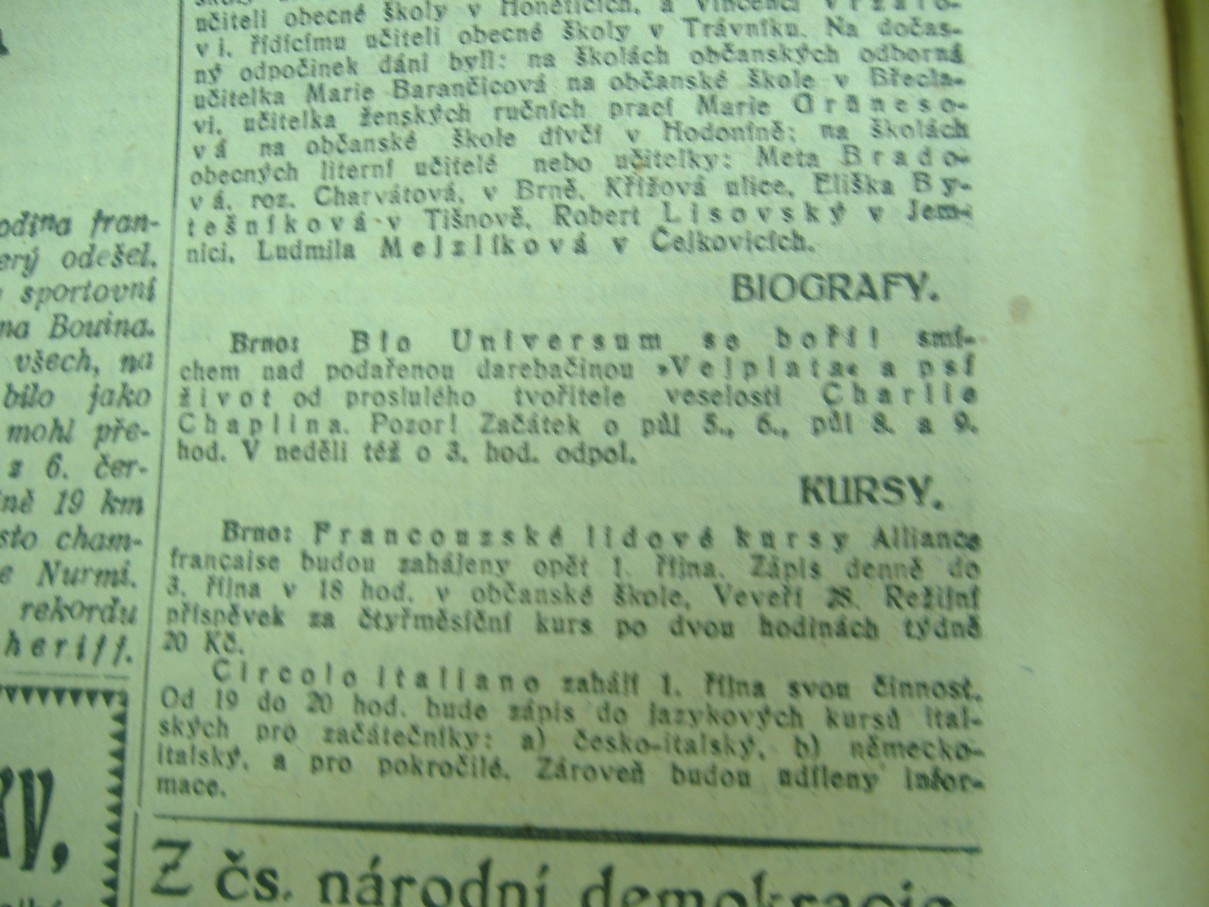 odina fran-
erý odešel.
sportovní
na Bouina.
všech, na
bilo jako
mohl pře-
z 6. čer-
ně 19 km
sto cham-
e Nurmi.
rekordu
heriff.
učiteli obecné školy v Honěticích, a Vincenci
vi, řídícímu učiteli obecné školy v Trávníku. Na dočas-
ný odpočinek dáni byli: na školách občanských odborná
učitelka Marie Barančicová na občanské škole v Břecla-
vi, učitelka ženských ručních prací Marie Grüneso-
vá na občanské škole dívčí v Hodoníně; na školách
obecných literní učitelé nebo učitelky: Meta Brado-
vá, roz. Charvátová, v Brně, Křížová ulice, Eliška By-
tešníková v Tišnově, Robert Lisovský v Jem-
nici, Ludmila Melzlíková v Čejkovicích.
BIOGRAFY.
Brno: Bio Universum se boří! smí-
chem nad podařenou darebačinou »Vejplata« a psí
život od proslulého tvořitele veselosti Charlie
Chaplina. Pozor! Začátek o půl 5., 6., půl 8. a 9.
hod. V neděli též o 3. hod. odpol.
KURSY.
Brno: Francouzské lidové kursy Alliance
francaise budou zahájeny opět 1. října. Zápis denně do
3. října v 18 hod. v občanské škole, Veveří 28. Režijní
příspěvek za čtyřměsíční kurs po dvou hodinách týdně
20 Kč.
Circolo italiano zahájí 1. října svou činnost.
Od 19 do 20 hod. bude zápis do jazykových kursů ital-
ských pro začátečníky: a) česko-italský, b) německo-
italský, a pro pokročilé. Zároveň budou udíleny infor-
mace.
Z čs. národní demokracie